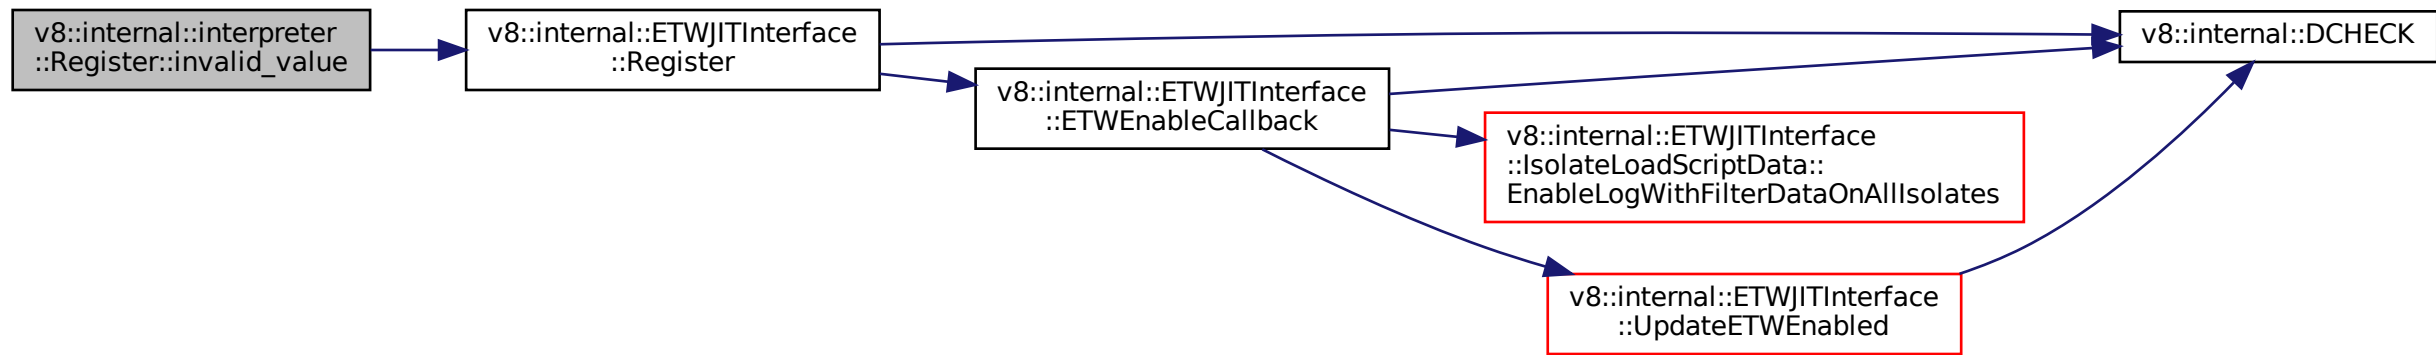 v8::internal::interpreter
::Register::invalid_value
v8::internal::ETWJITInterface
::Register
v8::internal::ETWJITInterface
::ETWEnableCallback
v8::internal::ETWJITInterface
::IsolateLoadScriptData::
EnableLogWithFilterDataOnAllIsolates
v8::internal::ETWJITInterface
::UpdateETWEnabled
v8::internal::DCHECK